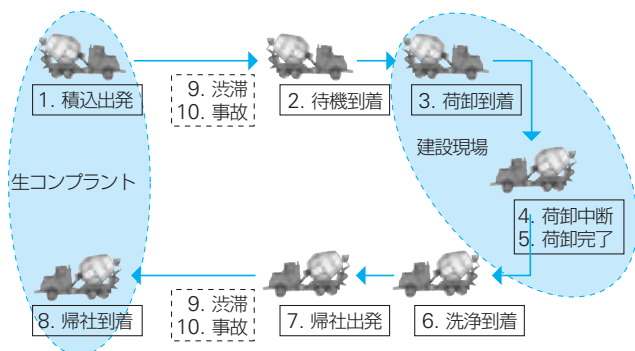 1. 積込出発
9. 渋滞
10. 事故
2. 待機到着
3. 荷卸到着
建設現場
生コンプラント
4. 荷卸中断
5. 荷卸完了
8. 帰社到着
9. 渋滞
10. 事故
7. 帰社出発
6. 洗浄到着